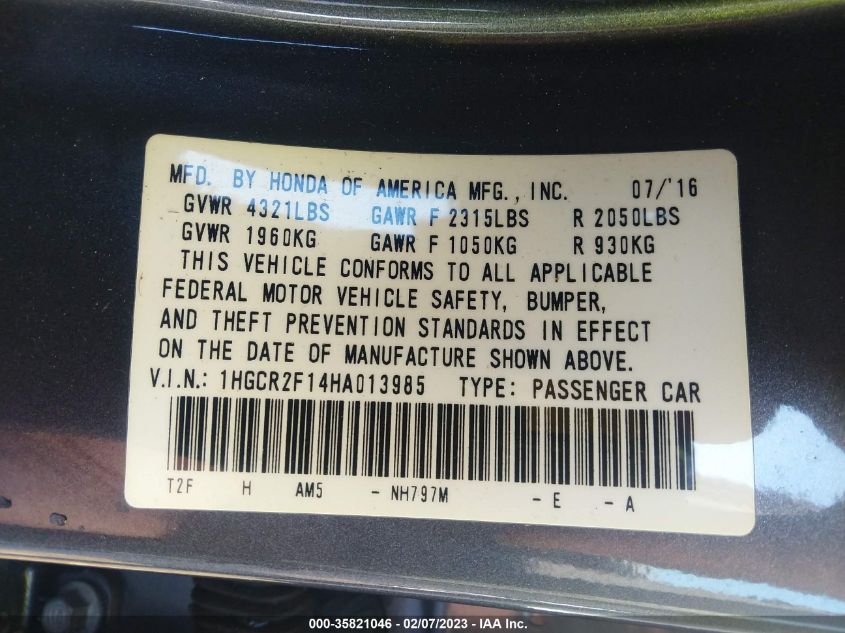 MFD. BY HONDA OF AMERICA MFG., INC. 07/'16
GVWR 4321LBS GAWR F 2315LBS R 2050LBS
GVWR 1960KG GAWR F 1050KG R 930KG
THIS VEHICLE CONFORMS TO ALL APPLICABLE
FEDERAL MOTOR VEHICLE SAFETY, BUMPER,
AND THEFT PREVENTION STANDARDS IN EFFECT
ON THE DATE OF MANUFACTURE SHOWN ABOVE.
V.I.N.: 1HGCR2F14HA013985 TYPE: PASSENGER CAR
T2F H AM5 - NH797M - E - A
000-35821046 - 02/07/2023 - IAA Inc.